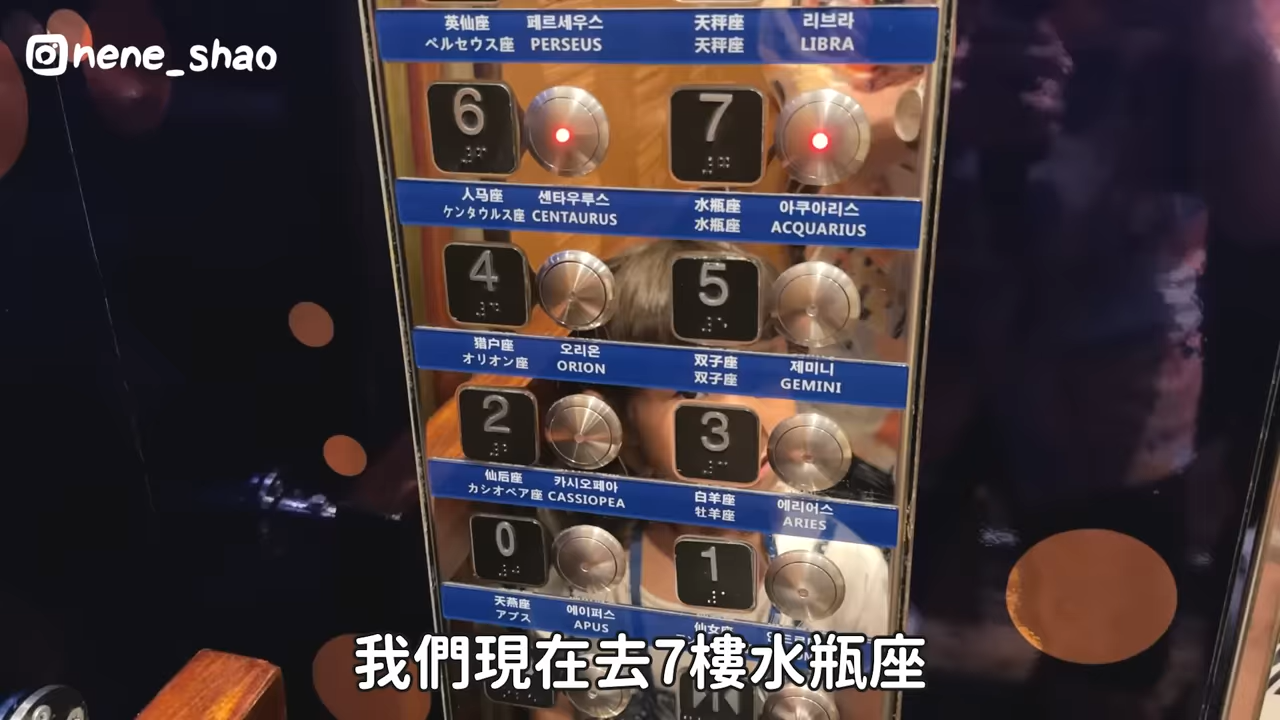 nene_shao
英仙座 페르세우스
ペルセウス座 PERSEUS
天秤座 리브라
天秤座 LIBRA
6
7
人马座 센타우루스
ケンタウルス座 CENTAURUS
水瓶座 아쿠아리스
水瓶座 ACQUARIUS
4
5
猎户座 오리온
オリオン座 ORION
双子座 제미니
双子座 GEMINI
2
3
仙后座 카시오페아
カシオペア座 CASSIOPEA
白羊座 에리어스
牡羊座 ARIES
0
1
天燕座 에이퍼스
アプス APUS
仙女座
我們現在去7樓水瓶座